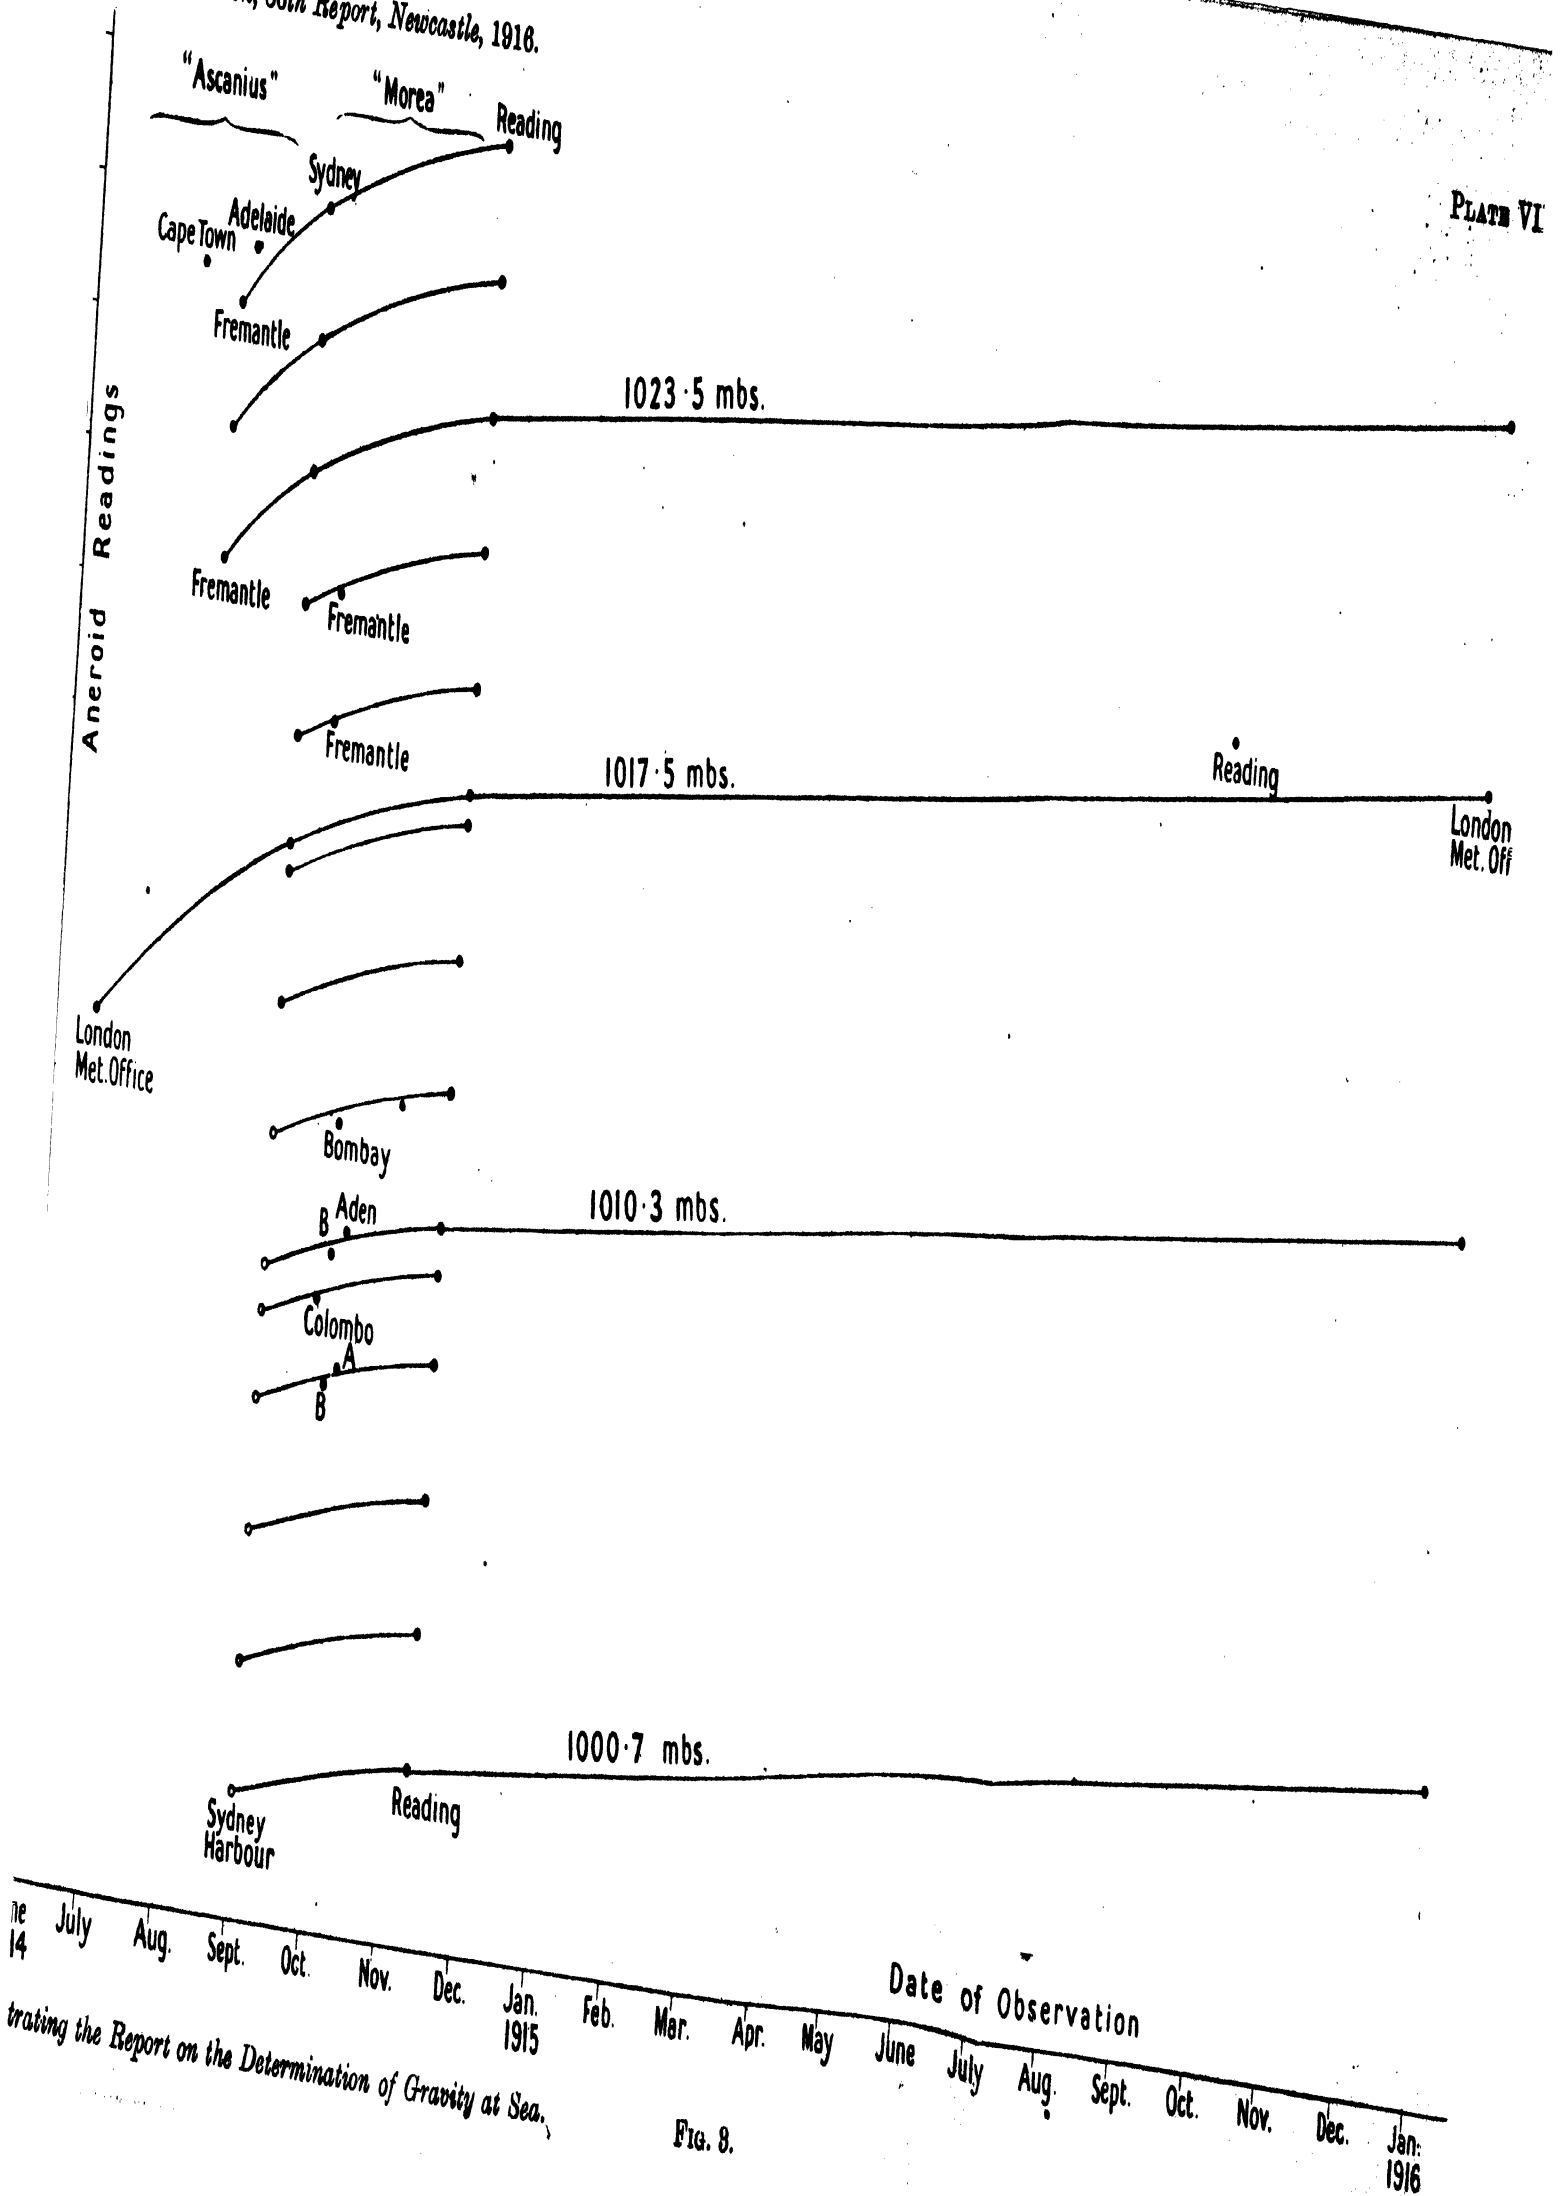 Report, Newcastle, 1916.
"Ascanius"
"Morea"
Reading
Sydney
Adelaide
Cape Town
Fremantle
PLATE VI
1023·5 mbs.
Aneroid Readings
Fremantle
Fremantle
Fremantle
1017·5 mbs.
Reading
London
Met. Off
London
Met. Office
Bombay
B Aden
1010·3 mbs.
Colombo
A
B
1000·7 mbs.
Sydney
Harbour
Reading
ne July Aug. Sept. Oct. Nov. Dec. Jan. Feb. Mar. Apr. May June July Aug. Sept. Oct. Nov. Dec. Jan:
14 1915 1916
Date of Observation
trating the Report on the Determination of Gravity at Sea.
FIG. 8.